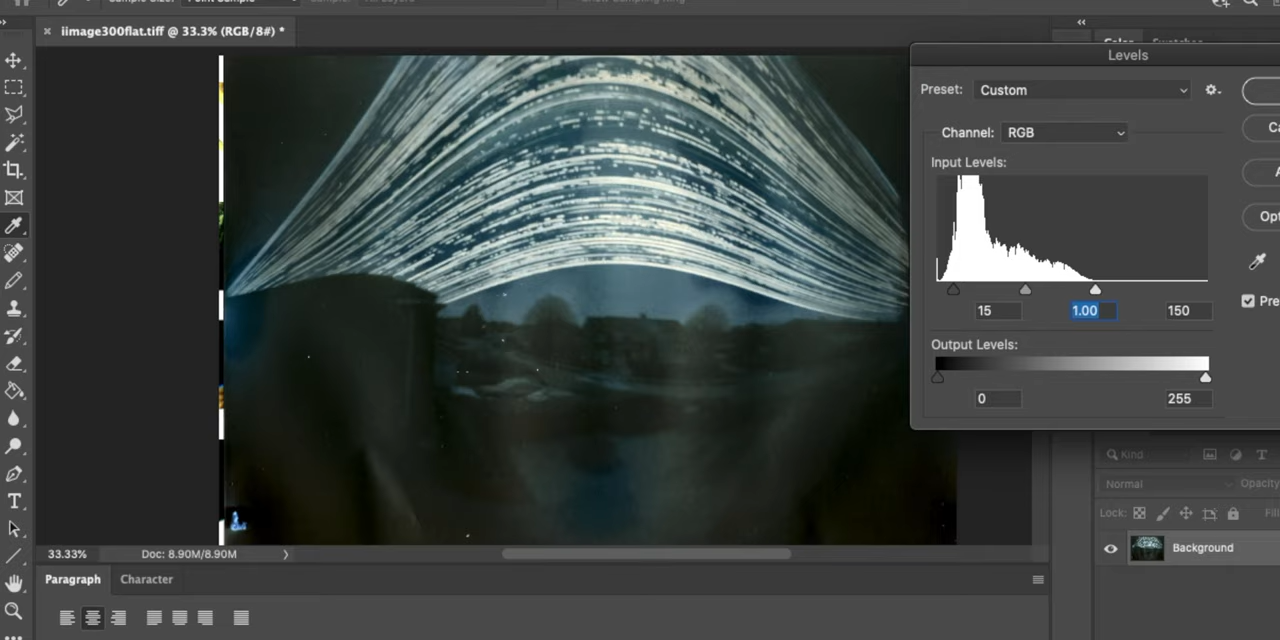 iimage300flat.tiff @ 33.3% (RGB/8#) *
Levels
Preset: Custom
Channel: RGB
Input Levels:
15 1.00 150
Output Levels:
0 255
Kind
Normal Opacity
Lock:
Background
33.33% Doc: 8.90M/8.90M
Paragraph Character